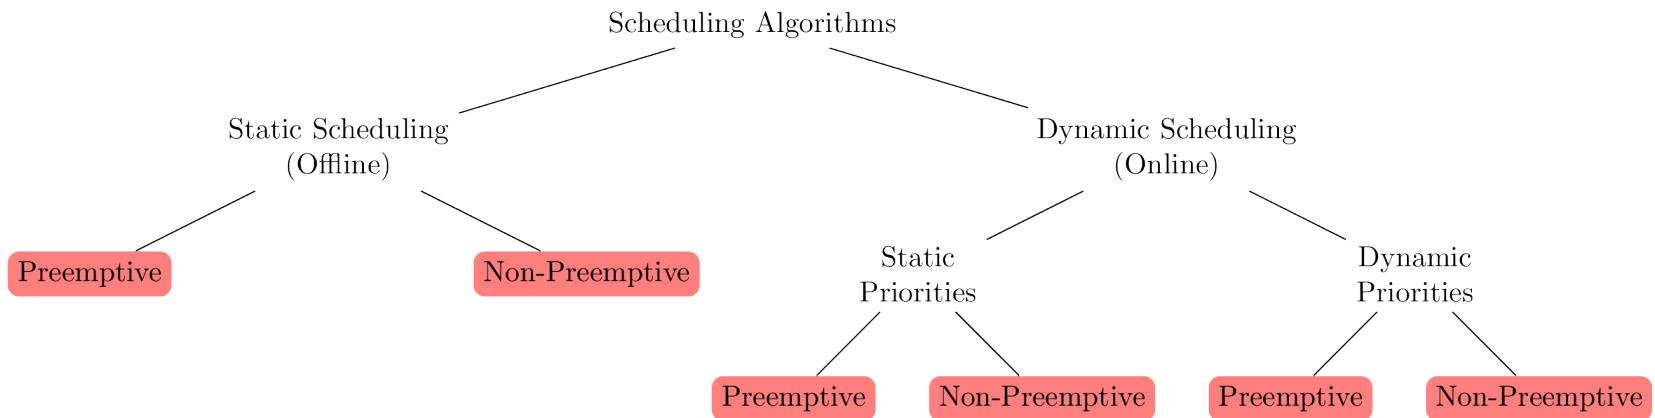 Scheduling Algorithms
Static Scheduling
(Offline)
Dynamic Scheduling
(Online)
Preemptive
Non-Preemptive
Static
Priorities
Dynamic
Priorities
Preemptive
Non-Preemptive
Preemptive
Non-Preemptive